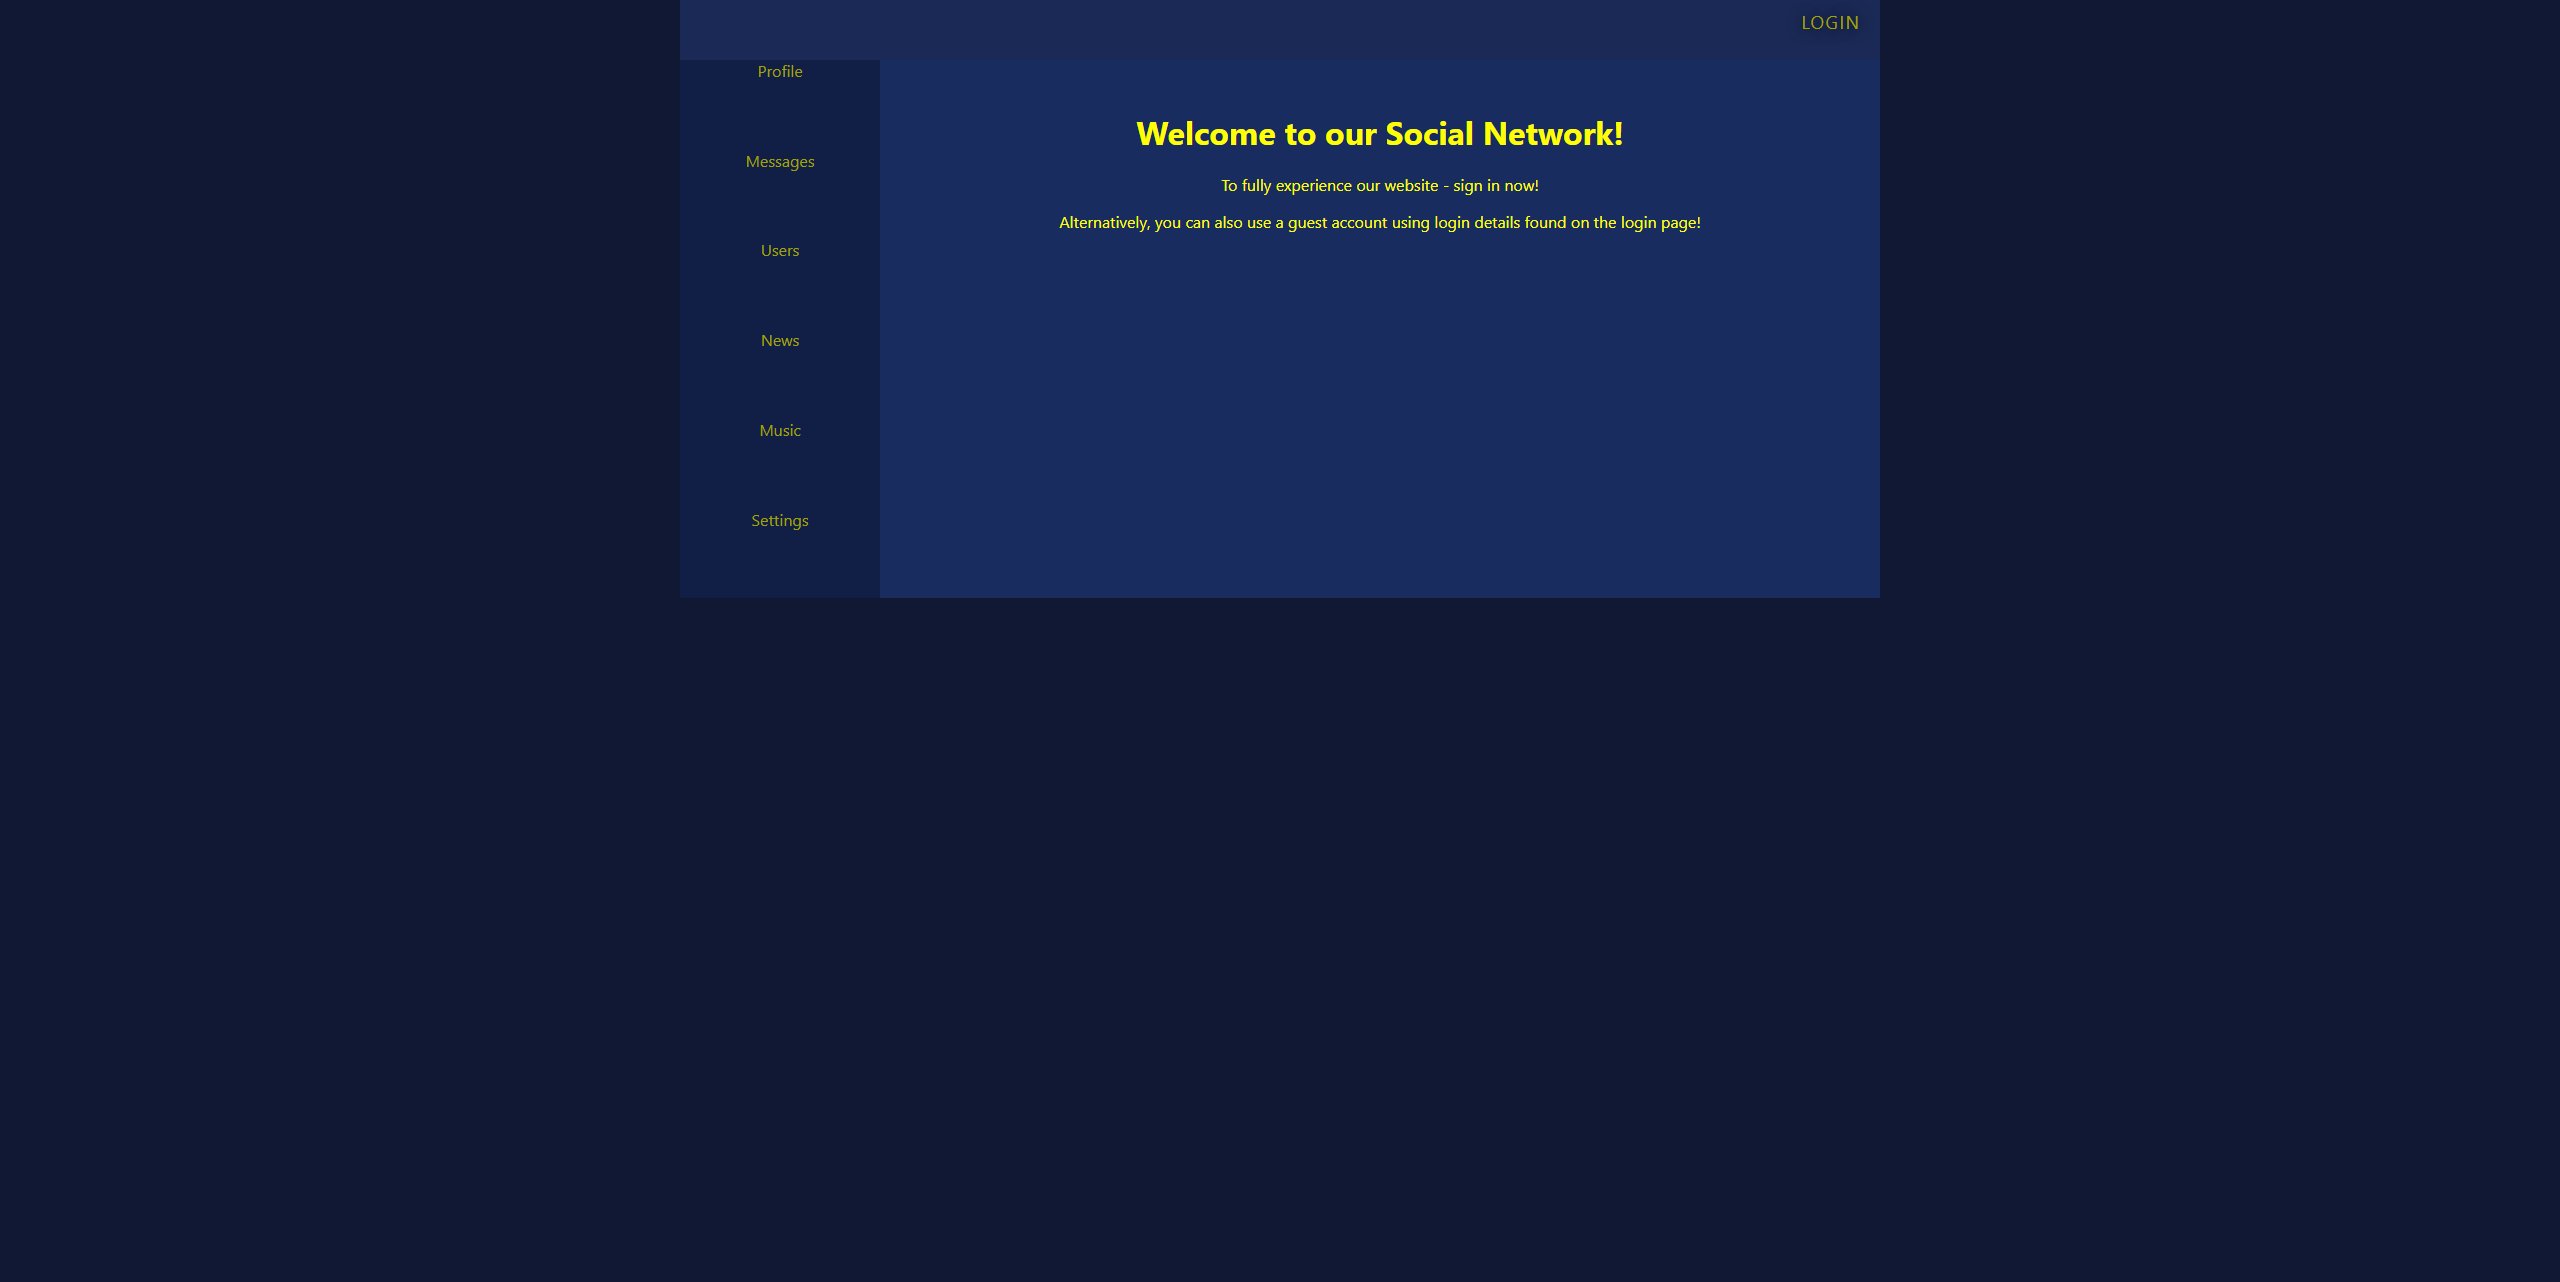 LOGIN
Profile
Messages
Users
News
Music
Settings
Welcome to our Social Network!
To fully experience our website - sign in now!
Alternatively, you can also use a guest account using login details found on the login page!